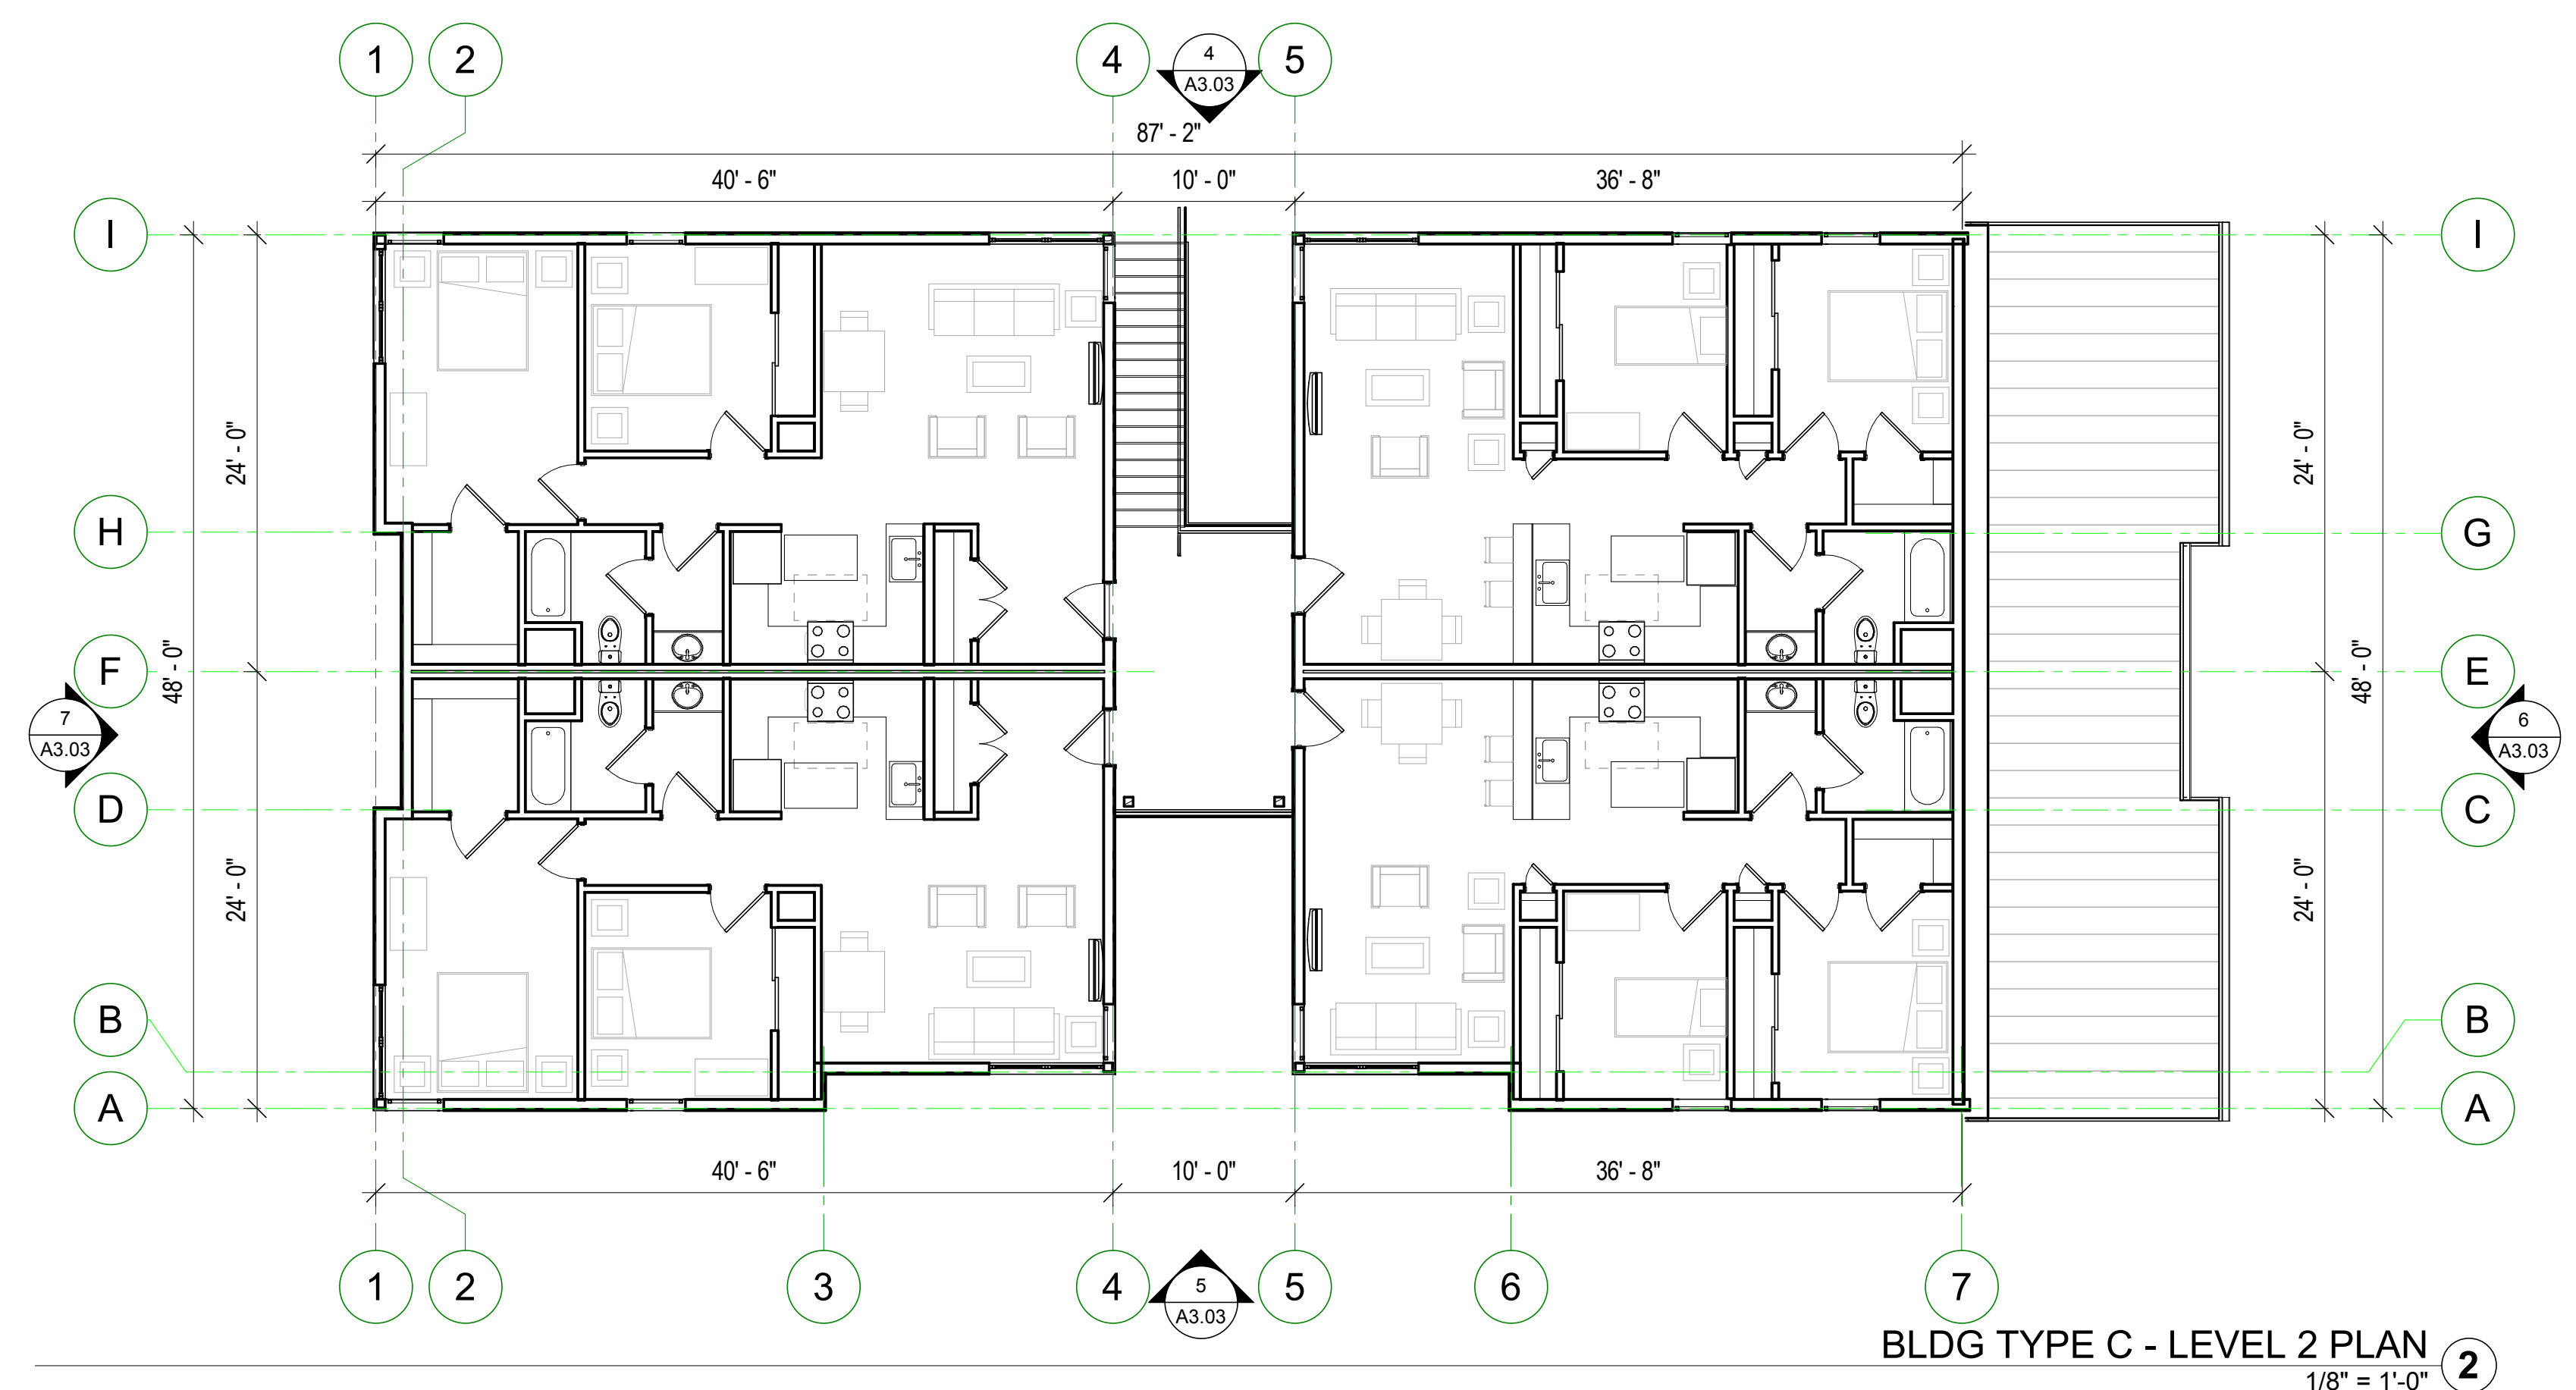 1
2
4
4
A3.03
5
87' - 2"
40' - 6"
10' - 0"
36' - 8"
I
I
24' - 0"
24' - 0"
H
G
F
48' - 0"
48' - 0"
E
7
A3.03
6
A3.03
D
C
24' - 0"
24' - 0"
B
B
A
A
40' - 6"
10' - 0"
36' - 8"
1
2
3
4
5
A3.03
5
6
7
BLDG TYPE C - LEVEL 2 PLAN
2
1/8" = 1'-0"